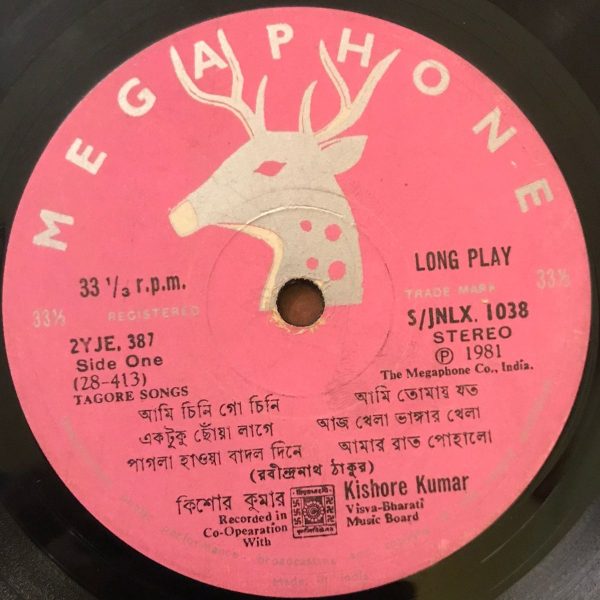 MEGAPHONE
33 1/3 r.p.m.
LONG PLAY
33⅓
REGISTERED
TRADE MARK
33⅓
2YJE. 387
S/JNLX. 1038
Side One
STEREO
(28-413)
Ⓟ 1981
TAGORE SONGS
The Megaphone Co., India.
আমি চিনি গো চিনি
আমি তোমায় যত
একটুকু ছোঁয়া লাগে
আজ খেলা ভাঙ্গার খেলা
পাগলা হাওয়া বাদল দিনে
আমার রাত পোহালো
(রবীন্দ্রনাথ ঠাকুর)
কিশোর কুমার
Kishore Kumar
Recorded in
Co-Opearation
With
Visva-Bharati
Music Board
performance, broadcasting
Made in India